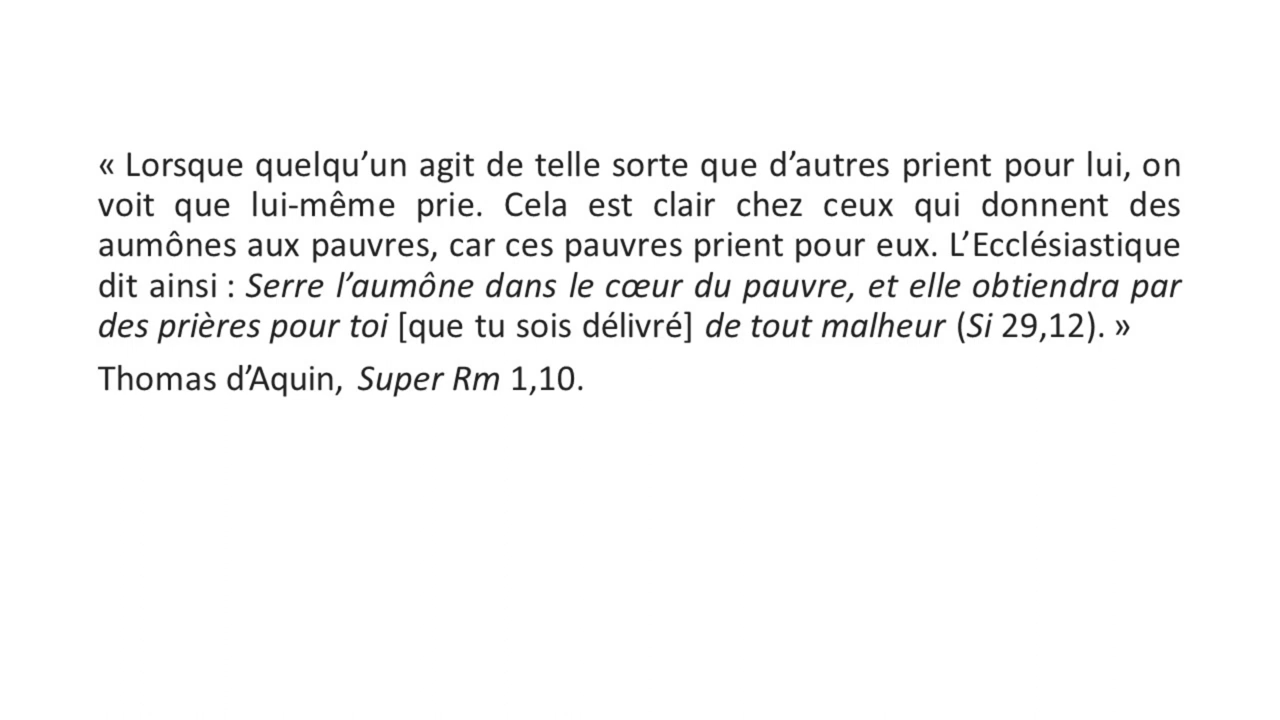 « Lorsque quelqu’un agit de telle sorte que d’autres prient pour lui, on
voit que lui-même prie. Cela est clair chez ceux qui donnent des
aumônes aux pauvres, car ces pauvres prient pour eux. L’Ecclésiastique
dit ainsi : Serre l’aumône dans le cœur du pauvre, et elle obtiendra par
des prières pour toi [que tu sois délivré] de tout malheur (Si 29,12). »
Thomas d’Aquin, Super Rm 1,10.